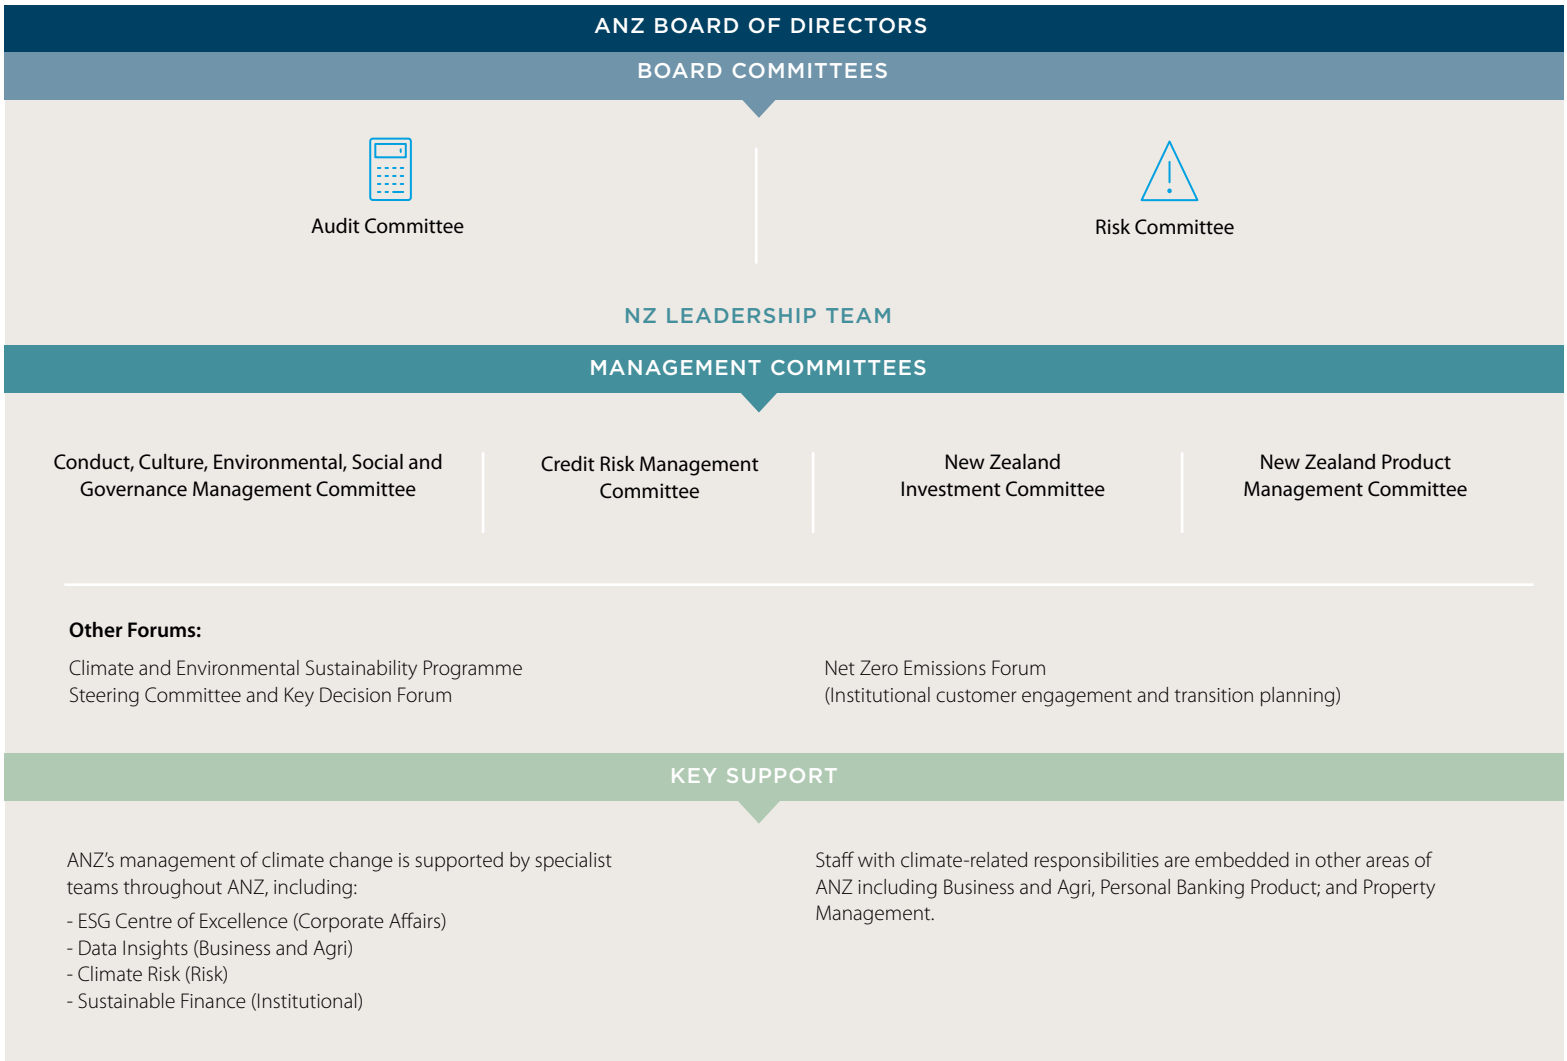 ANZ BOARD OF DIRECTORS
BOARD COMMITTEES
Audit Committee
Risk Committee
NZ LEADERSHIP TEAM
MANAGEMENT COMMITTEES
Conduct, Culture, Environmental, Social and
Governance Management Committee
Credit Risk Management
Committee
New Zealand
Investment Committee
New Zealand Product
Management Committee
Other Forums:
Climate and Environmental Sustainability Programme
Steering Committee and Key Decision Forum
Net Zero Emissions Forum
(Institutional customer engagement and transition planning)
KEY SUPPORT
ANZ’s management of climate change is supported by specialist
teams throughout ANZ, including:
- ESG Centre of Excellence (Corporate Affairs)
- Data Insights (Business and Agri)
- Climate Risk (Risk)
- Sustainable Finance (Institutional)
Staff with climate-related responsibilities are embedded in other areas of
ANZ including Business and Agri, Personal Banking Product; and Property
Management.